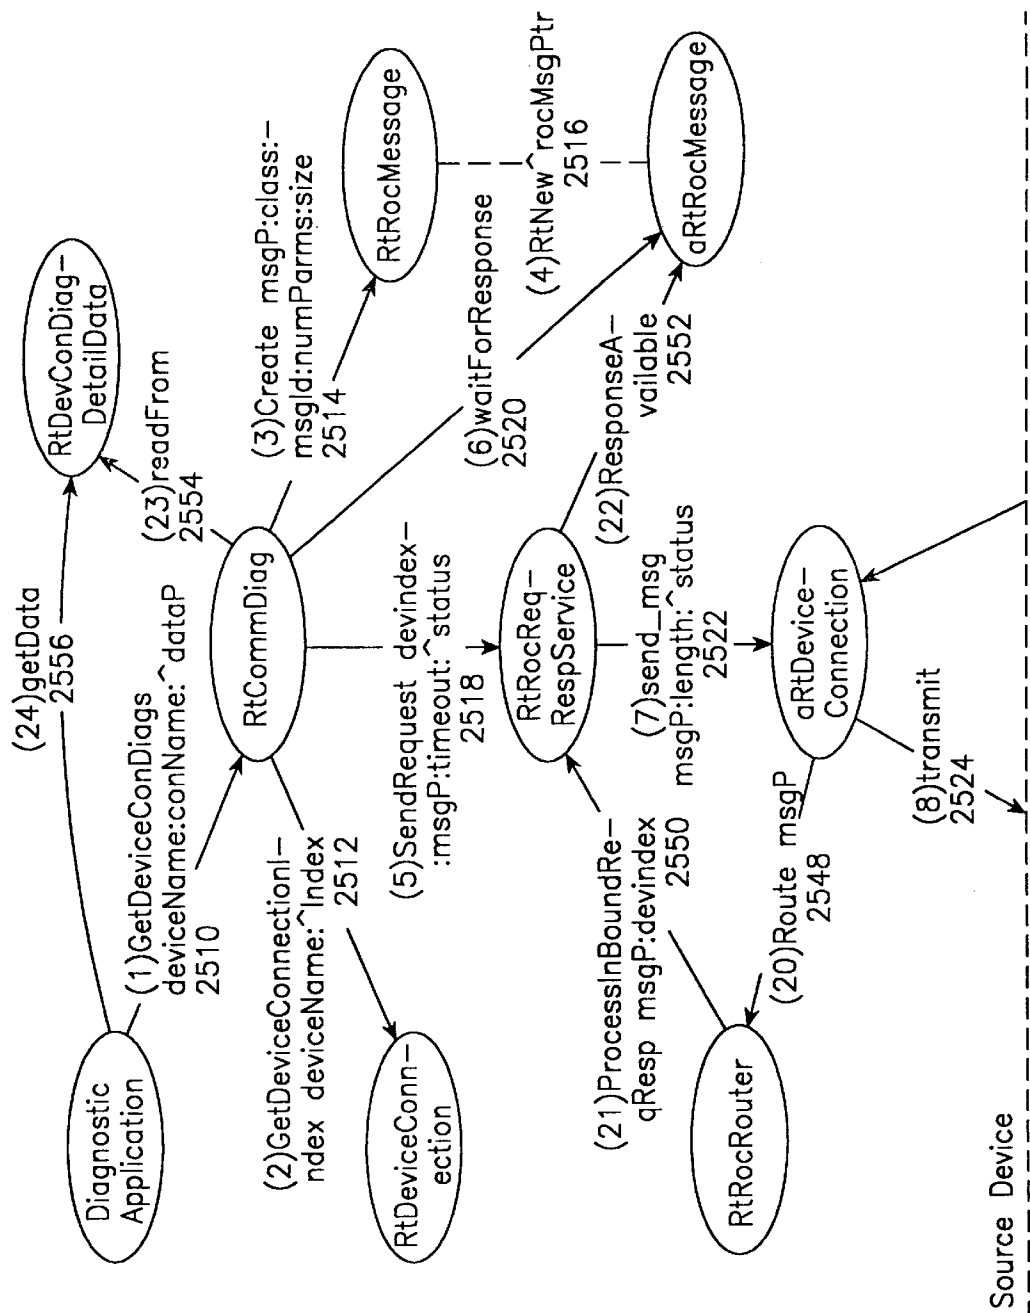 (24)getData
2556
Diagnostic
Application
(1)GetDeviceConDiags
deviceName:conName:^dataP
2510
RtDevConDiag-
DetailData
(23)readFrom
2554
RtCommDiag
(2)GetDeviceConnectionI-
ndex deviceName:^Index
2512
(3)Create msgP:class:-
msgId:numParms:size
2514
RtRocMessage
RtDeviceConn-
ection
(5)SendRequest devindex-
:msgP:timeout:^status
2518
(6)waitForResponse
2520
(4)RtNew^rocMsgPtr
2516
RtRocReq-
RespService
(22)ResponseA-
vailable
2552
aRtRocMessage
(21)ProcessInBoundRe-
qResp msgP:devindex
2550
(7)send_msg
msgP:length:^status
2522
RtRocRouter
(20)Route msgP
2548
aRtDevice-
Connection
(8)transmit
2524
Source Device